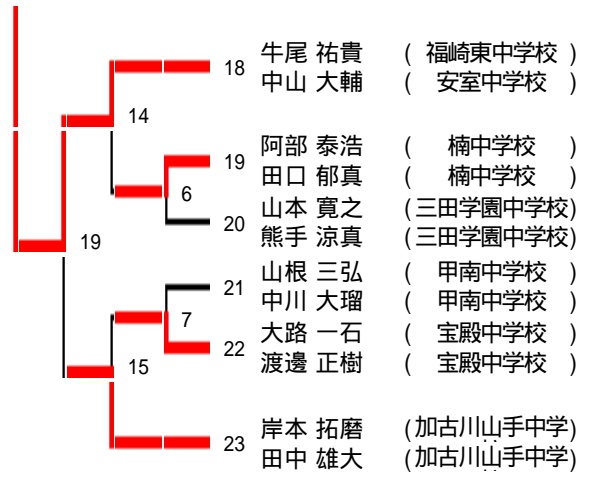 18 牛尾 祐貴 ( 福崎東中学校 )
中山 大輔 ( 安室中学校 )
14
19 阿部 泰浩 ( 楠中学校 )
田口 郁真 ( 楠中学校 )
6
20 山本 寛之 (三田学園中学校)
熊手 涼真 (三田学園中学校)
19
21 山根 三弘 ( 甲南中学校 )
中川 大瑠 ( 甲南中学校 )
7
22 大路 一石 ( 宝殿中学校 )
渡邊 正樹 ( 宝殿中学校 )
15
23 岸本 拓磨 (加古川山手中学)
田中 雄大 (加古川山手中学)